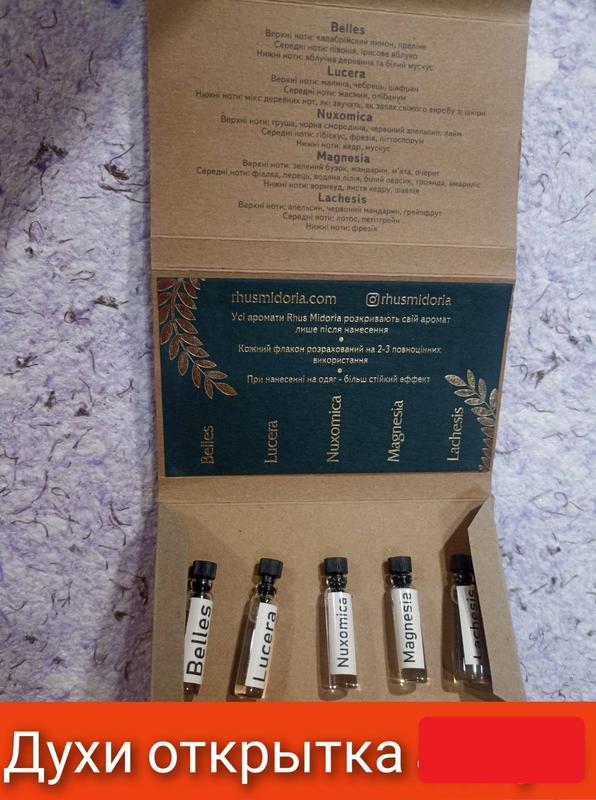 Belles
Верхні ноти: калабрійский лимон, праліне
Середні ноти: півонія, ірисове яблуко
Нижні ноти: яблучна деревина та білий мускус
Lucera
Верхні ноти: малина, чебрець, шафран
Середні ноти: жасмин, олібанум
Нижні ноти: мікс деревних нот, які звучать, як запах свіжого виробу зі шкіри
Nuxomica
Верхні ноти: груша, чорна смородина, червоний апельсин, лайм
Середні ноти: гібіскус, фрезія, піттоспорум
Нижні ноти: кедр, мускус
Magnesia
Верхні ноти: зелений бузок, мандарин, м'ята, очерет
Середні ноти: фіалка, перець, водяна лілія, білий нарцис, троянда, амариліс
Нижні ноти: вормвуд, листя кедру, шавлія
Lachesis
Верхні ноти: апельсин, червоний мандарин, грейпфрут
Середні ноти: лотос, петітгрейн
Нижні ноти: фрезія
rhusmidoria.com rhusmidoria
Усі аромати Rhus Midoria розкривають свій аромат
лише після нанесення
Кожний флакон розрахований на 2-3 повноцінних
використання
При нанесенні на одяг - більш стійкий еффект
Belles
Lucera
Nuxomica
Magnesia
Lachesis
Belles
Lucera
Nuxomica
Magnesia
Lachesis
Духи открытка